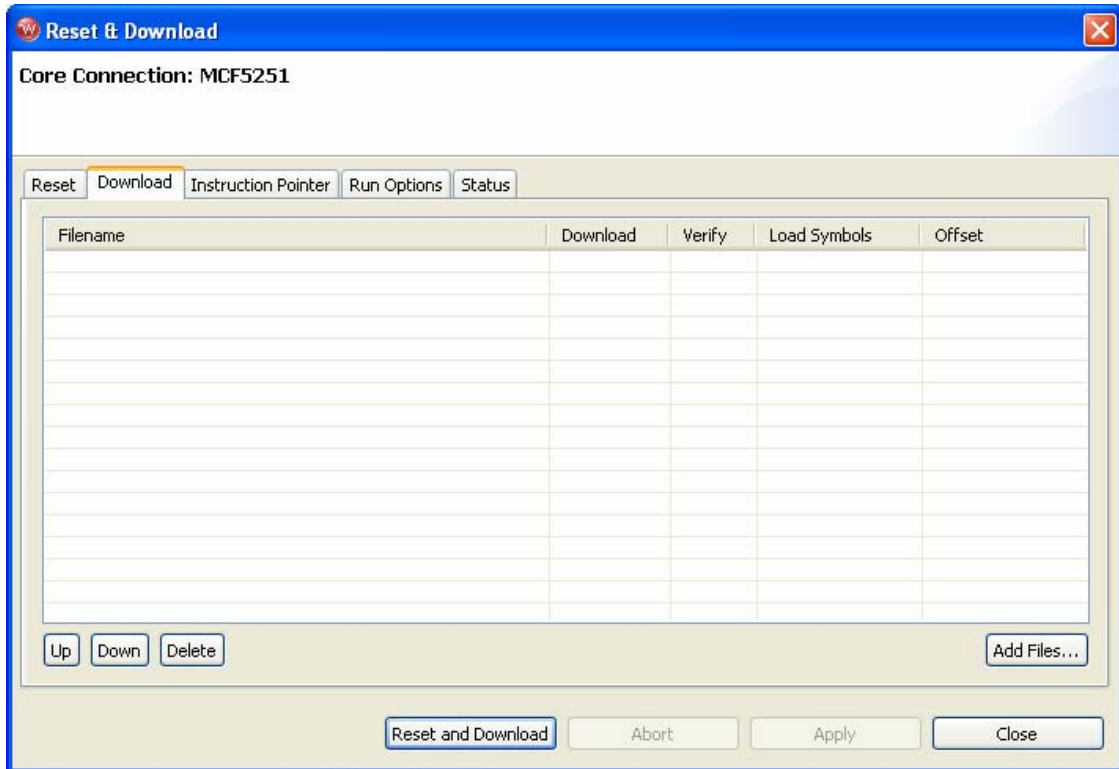 Reset & Download
Core Connection: MCF5251
Reset Download Instruction Pointer Run Options Status
Filename Download Verify Load Symbols Offset
Up Down Delete Add Files...
Reset and Download Abort Apply Close